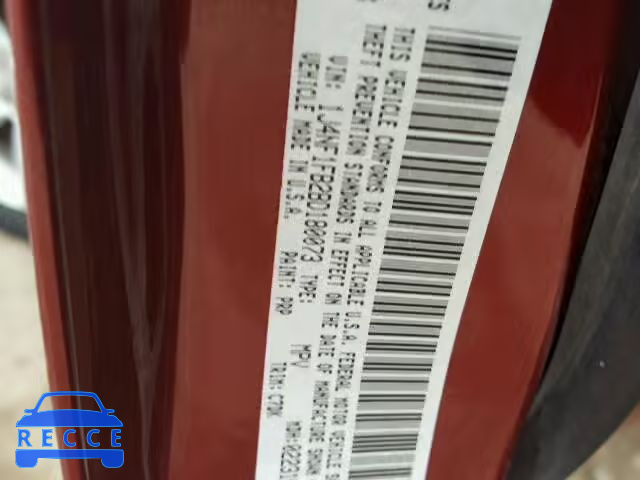 THIS VEHICLE CONFORMS TO ALL APPLICABLE U.S.A. FEDERAL MOTOR VEHICLE S
THEFT PREVENTION STANDARDS IN EFFECT ON THE DATE OF MANUFACTURE SHOWN
VIN: 1J4NF1FB2BD180073 TYPE: MPV
VEHICLE MADE IN U.S.A. PAINT: PRP TRIM:
RECCE